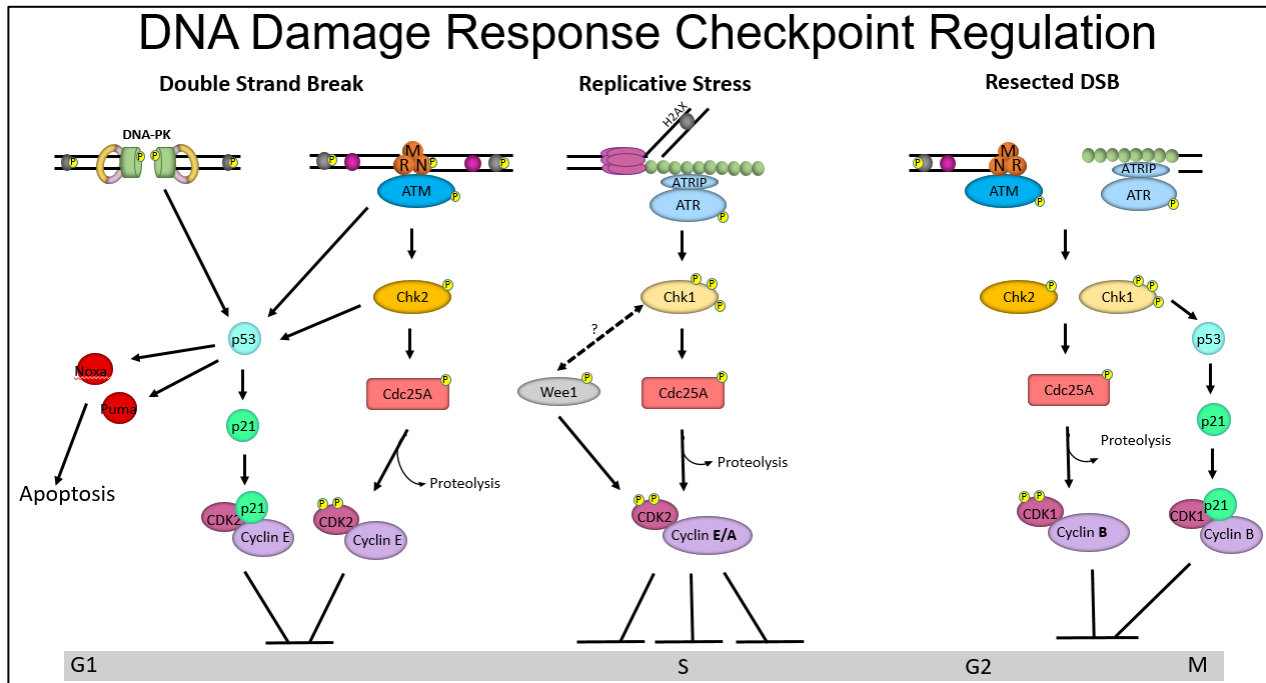 DNA Damage Response Checkpoint Regulation
Double Strand Break
Replicative Stress
Resected DSB
DNA-PK
P
P
P
P
P
M
R
N
P
P
ATM
P
H2AX
ATRIP
ATR
P
P
M
N
R
ATM
P
ATRIP
ATR
P
Chk2
P
Chk1
P
P
P
Chk2
P
Chk1
P
P
P
?
p53
p53
Noxa
Puma
Cdc25A
P
Wee1
P
Cdc25A
P
Cdc25A
P
p21
p21
Proteolysis
Proteolysis
Proteolysis
Apoptosis
p21
CDK2
Cyclin E
P
P
CDK2
Cyclin E
P
P
CDK2
Cyclin E/A
P
P
CDK1
Cyclin B
p21
CDK1
Cyclin B
G1
S
G2
M